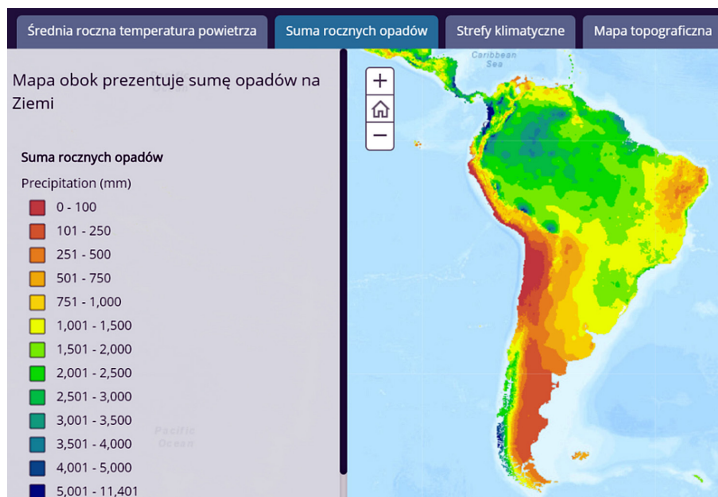 Średnia roczna temperatura powietrza
Suma rocznych opadów
Strefy klimatyczne
Mapa topograficzna
Mapa obok prezentuje sumę opadów na
Ziemi
Suma rocznych opadów
Precipitation (mm)
0 - 100
101 - 250
251 - 500
501 - 750
751 - 1,000
1,001 - 1,500
1,501 - 2,000
2,001 - 2,500
2,501 - 3,000
3,001 - 3,500
3,501 - 4,000
4,001 - 5,000
5,001 - 11,401
+
−
Caribbean
Sea
Pacific
Ocean